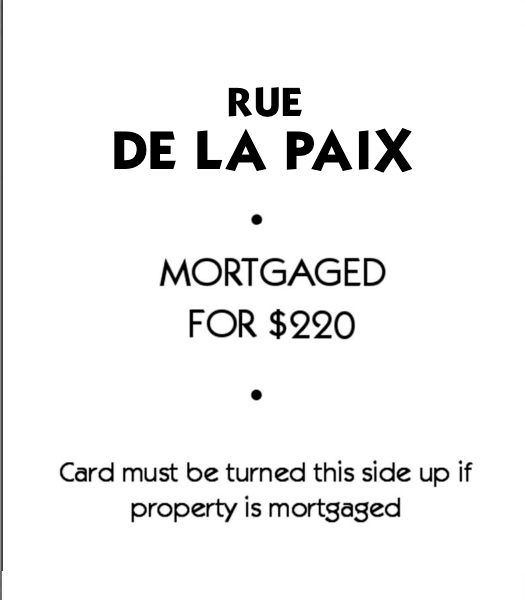 RUE
DE LA PAIX
•
MORTGAGED
FOR $220
•
Card must be turned this side up if
property is mortgaged